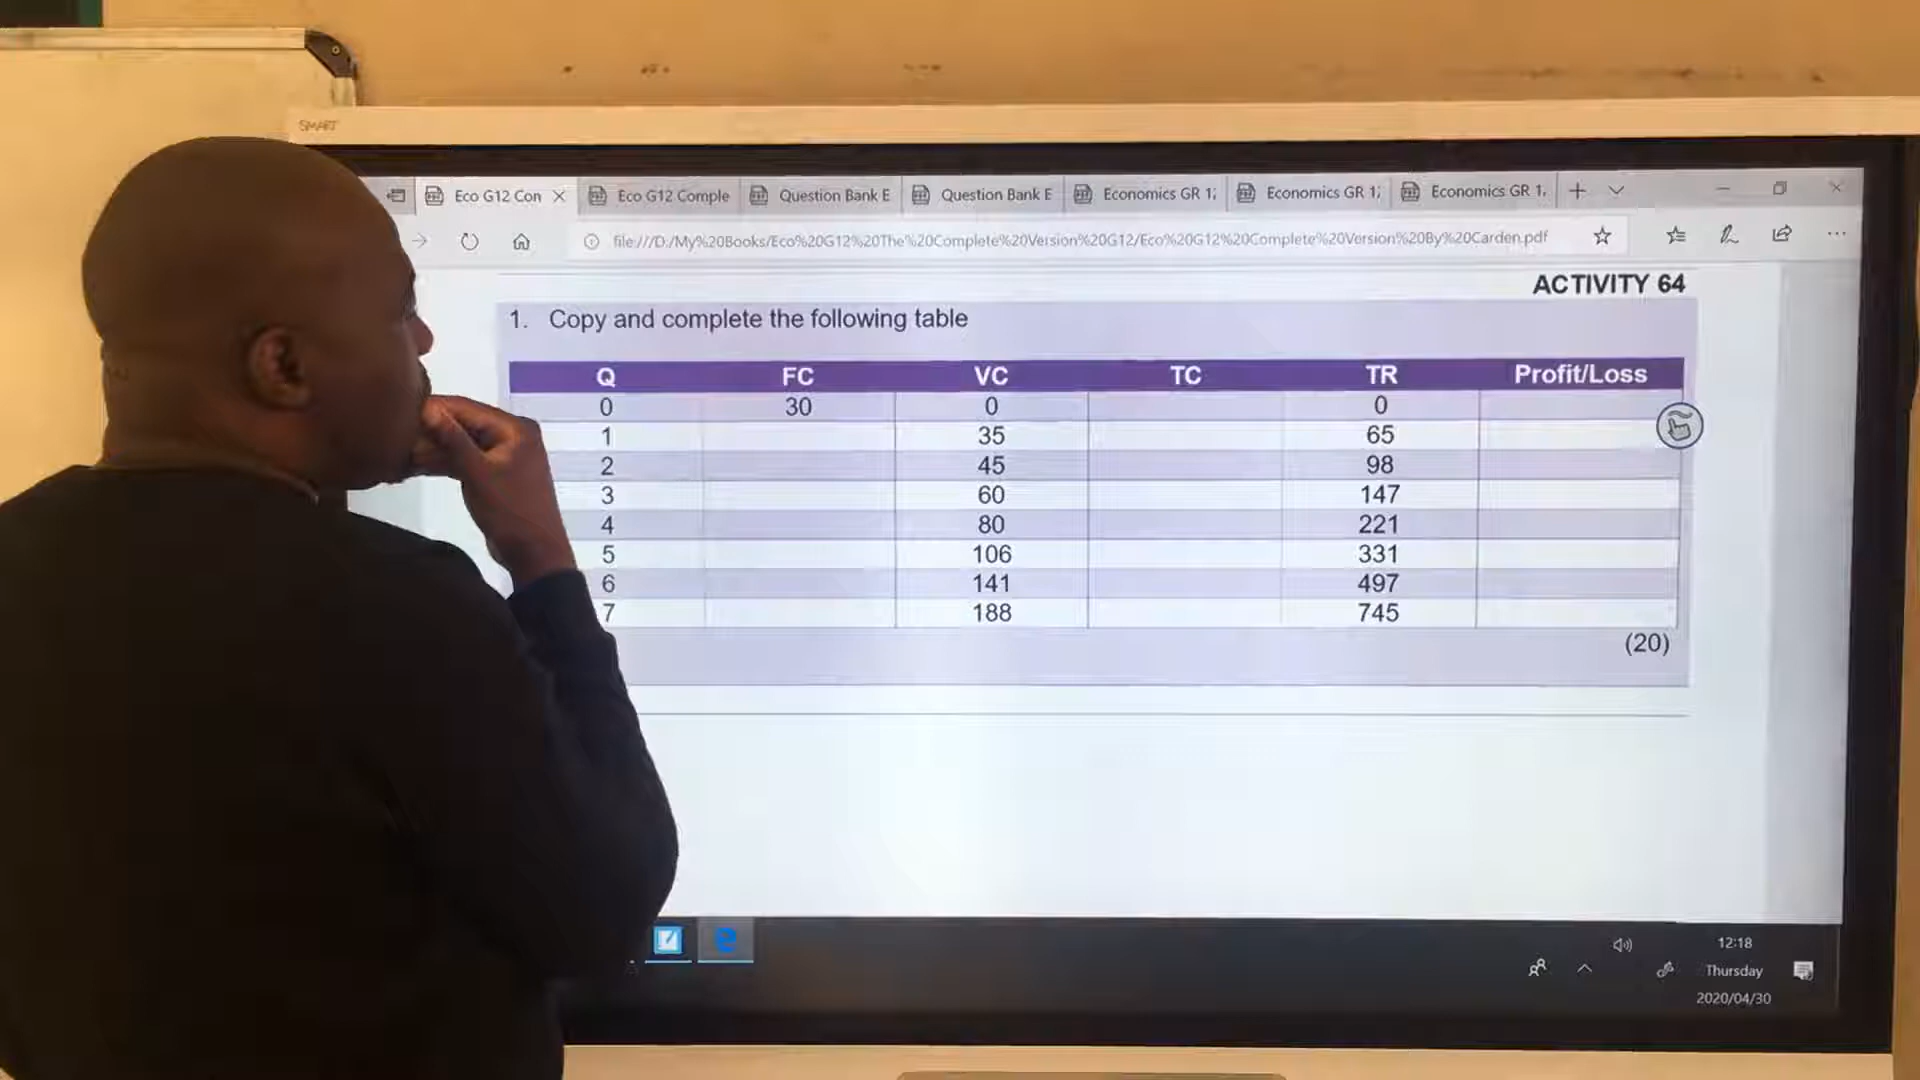 SMART
Eco G12 Con
Eco G12 Comple
Question Bank E
Question Bank E
Economics GR 1
Economics GR 1
Economics GR 1
file:///D:/My%20Books/Eco%20G12%20The%20Complete%20Version%20G12/Eco%20G12%20Complete%20Version%20By%20Carden.pdf
ACTIVITY 64
1. Copy and complete the following table
Q FC VC TC TR Profit/Loss
0 30 0 0
1 35 65
2 45 98
3 60 147
4 80 221
5 106 331
6 141 497
7 188 745
(20)
12:18
Thursday
2020/04/30